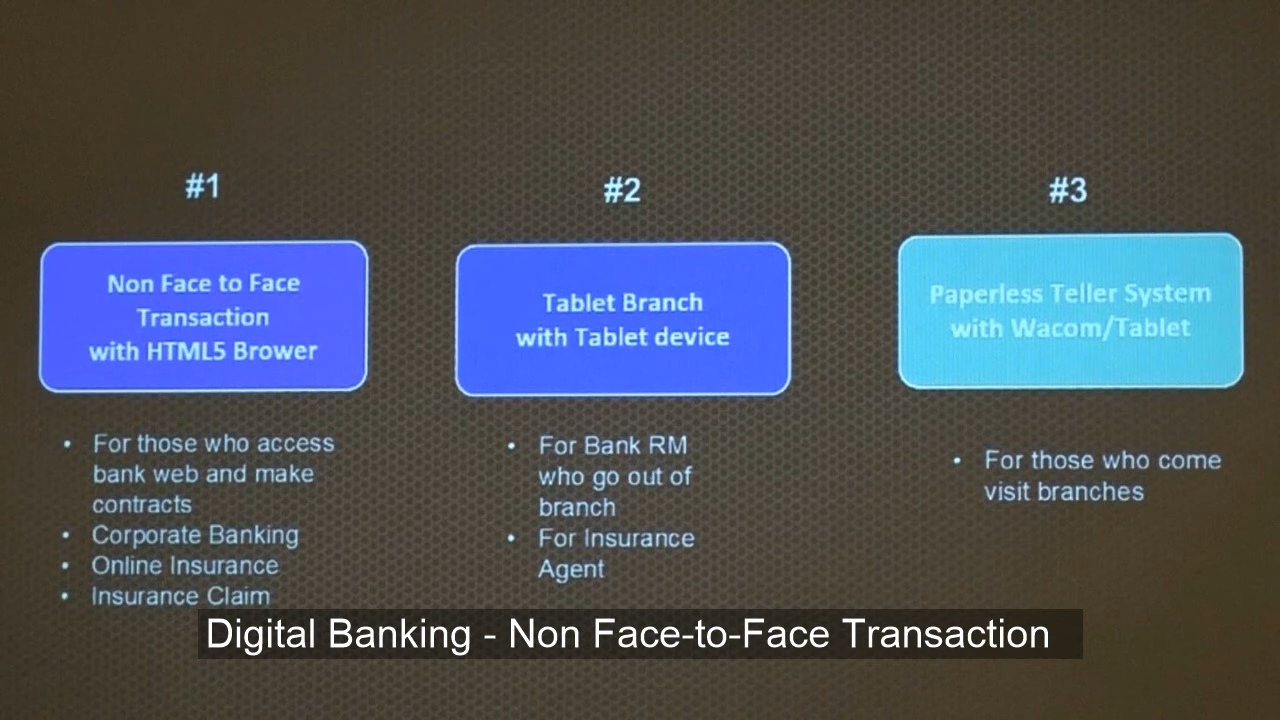 #1
Non Face to Face
Transaction
with HTML5 Brower
• For those who access
bank web and make
contracts
• Corporate Banking
• Online Insurance
• Insurance Claim
#2
Tablet Branch
with Tablet device
• For Bank RM
who go out of
branch
• For Insurance
Agent
#3
Paperless Teller System
with Wacom/Tablet
• For those who come
visit branches
Digital Banking - Non Face-to-Face Transaction